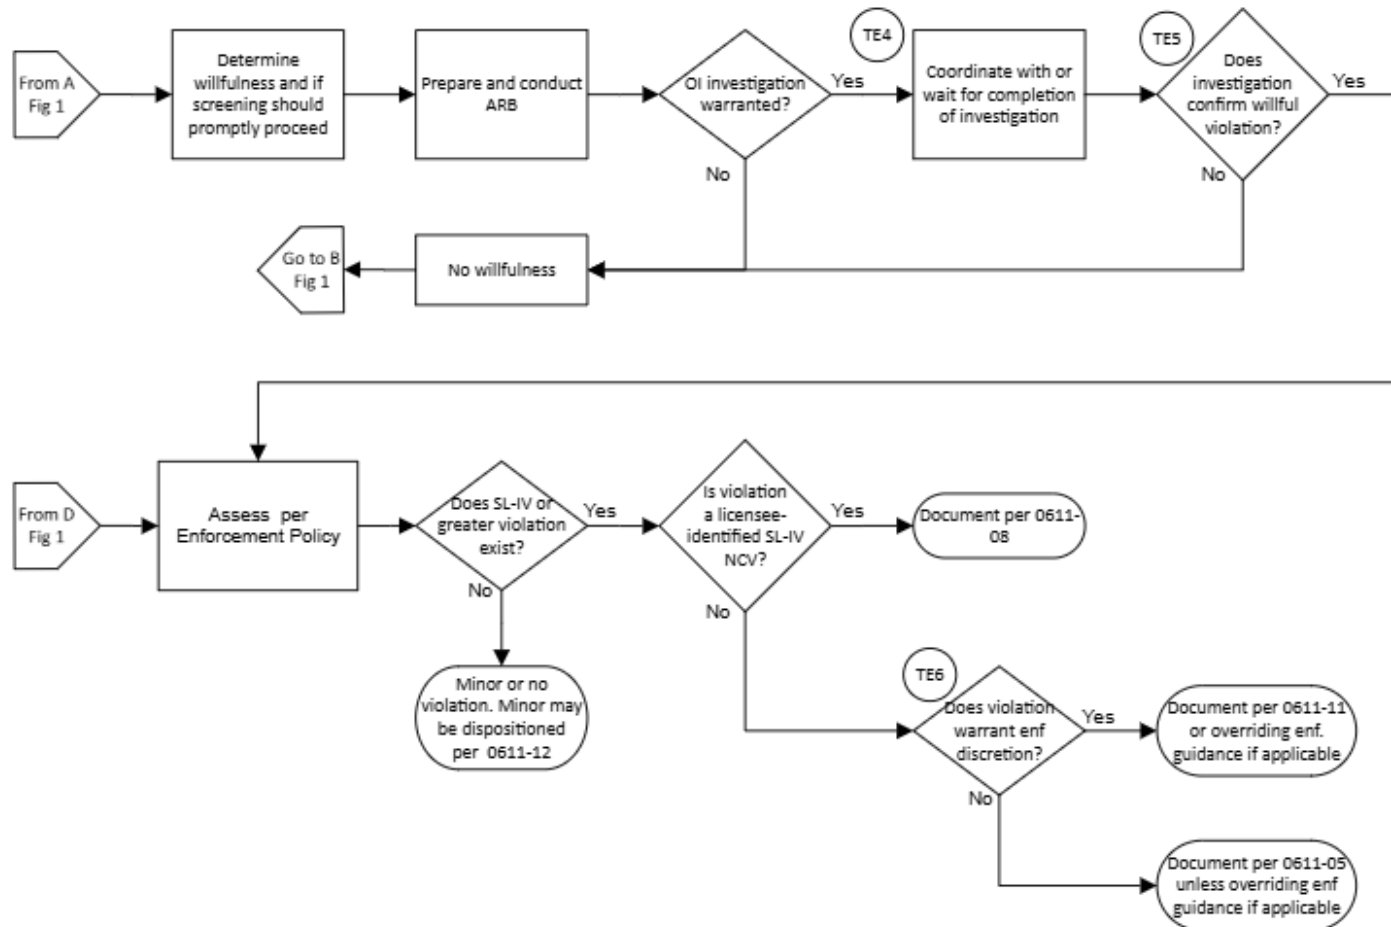 From A
Fig 1
Determine
willfulness and if
screening should
promptly proceed
Prepare and conduct
ARB
OI investigation
warranted?
Yes
No
TE4
Coordinate with or
wait for completion
of investigation
TE5
Does
investigation
confirm willful
violation?
Yes
No
Go to B
Fig 1
No willfulness
From D
Fig 1
Assess per
Enforcement Policy
Does SL-IV or
greater violation
exist?
Yes
No
Minor or no
violation. Minor may
be dispositioned
per 0611-12
Is violation
a licensee-
identified SL-IV
NCV?
Yes
No
Document per 0611-
08
TE6
Does violation
warrant enf
discretion?
Yes
No
Document per 0611-11
or overriding enf.
guidance if applicable
Document per 0611-05
unless overriding enf
guidance if applicable